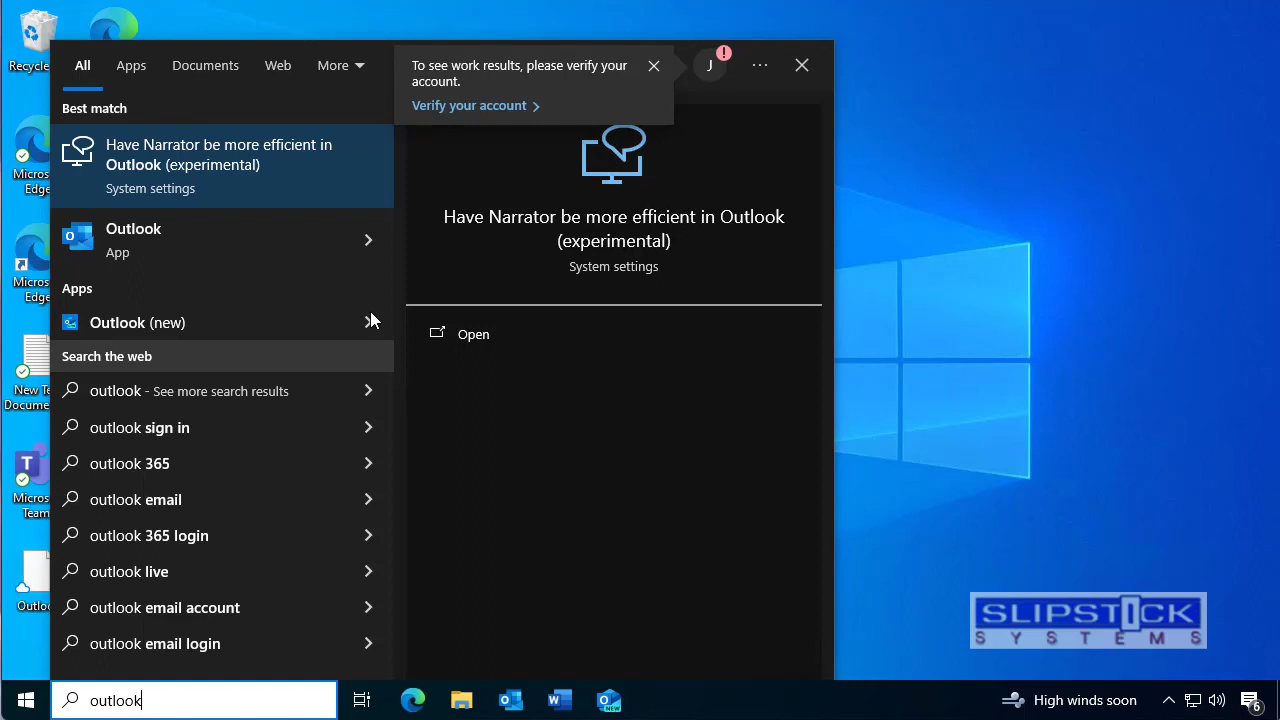 Recycle
All
Apps
Documents
Web
More
To see work results, please verify your
account.
Verify your account
J
!
Best match
Have Narrator be more efficient in
Outlook (experimental)
System settings
Outlook
App
Apps
Outlook (new)
Search the web
outlook - See more search results
outlook sign in
outlook 365
outlook email
outlook 365 login
outlook live
outlook email account
outlook email login
Have Narrator be more efficient in Outlook
(experimental)
System settings
Open
Micros
Edge
Micros
Edge
New Te
Docume
T
Micros
Team
Outlo
SLIPSTICK
SYSTEMS
outlook
NEW
High winds soon
6